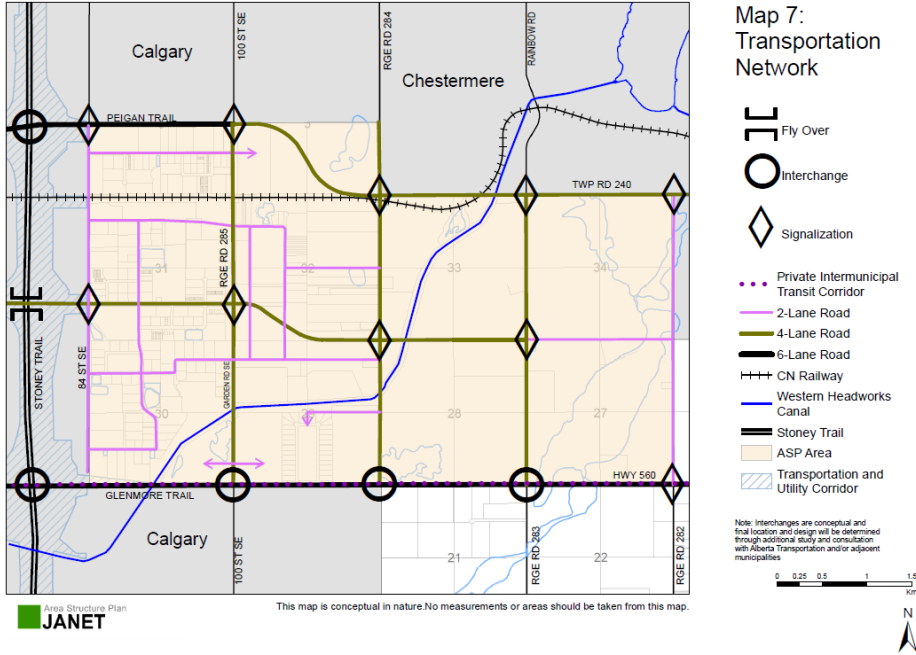 Map 7:
Transportation
Network
Fly Over
Interchange
Signalization
Private Intermunicipal
Transit Corridor
2-Lane Road
4-Lane Road
6-Lane Road
CN Railway
Western Headworks
Canal
Stoney Trail
ASP Area
Transportation and
Utility Corridor
Note: Interchanges are conceptual and
final location and design will be determined
through additional study and consultation
with Alberta Transportation and/or adjacent
municipalities
0 0.25 0.5 1 1.5
Km
N
Calgary
100 ST SE
RGE RD 284
Chestermere
RAINBOW RD
PEIGAN TRAIL
TWP RD 240
RGE RD 285
31
32
33
34
STONEY TRAIL
84 ST SE
GARDEN RD SE
30
29
28
27
HWY 560
GLENMORE TRAIL
Calgary
100 ST SE
21
RGE RD 283
22
RGE RD 282
Area Structure Plan
JANET
This map is conceptual in nature.No measurements or areas should be taken from this map.